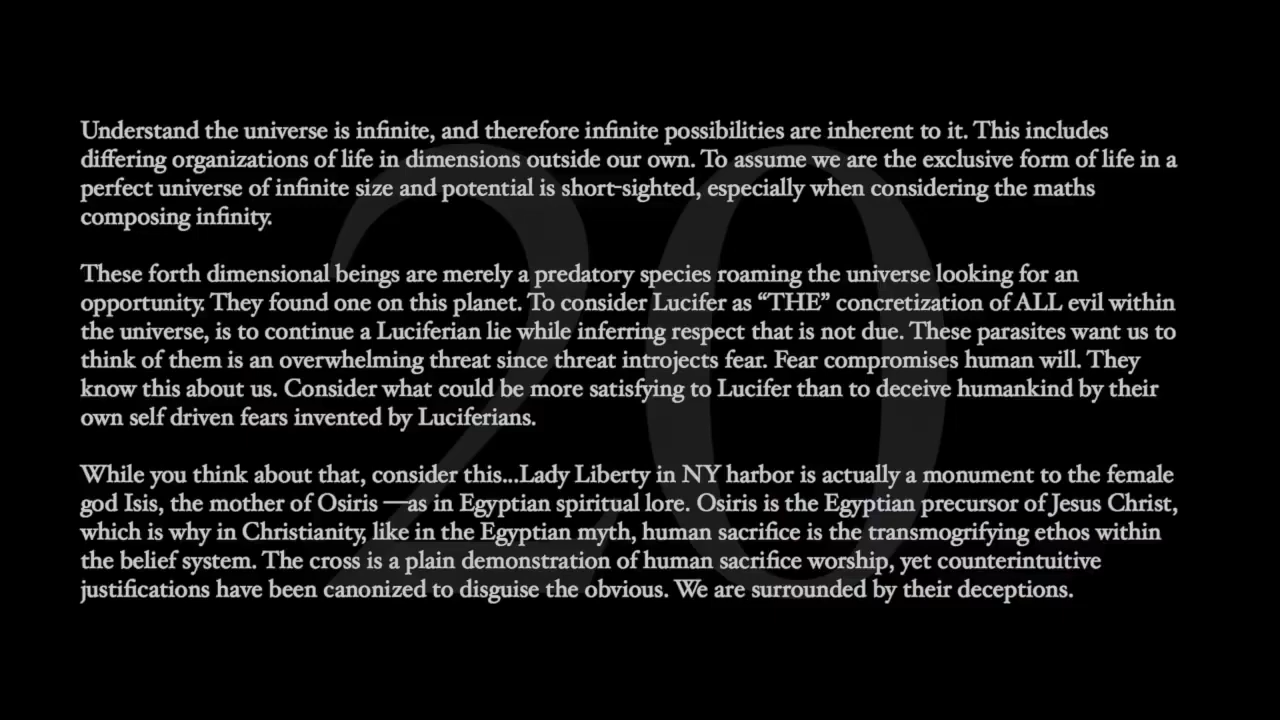 Understand the universe is infinite, and therefore infinite possibilities are inherent to it. This includes
differing organizations of life in dimensions outside our own. To assume we are the exclusive form of life in a
perfect universe of infinite size and potential is short-sighted, especially when considering the maths
composing infinity.
These forth dimensional beings are merely a predatory species roaming the universe looking for an
opportunity. They found one on this planet. To consider Lucifer as “THE” concretization of ALL evil within
the universe, is to continue a Luciferian lie while inferring respect that is not due. These parasites want us to
think of them is an overwhelming threat since threat introjects fear. Fear compromises human will. They
know this about us. Consider what could be more satisfying to Lucifer than to deceive humankind by their
own self driven fears invented by Luciferians.
While you think about that, consider this...Lady Liberty in NY harbor is actually a monument to the female
god Isis, the mother of Osiris —as in Egyptian spiritual lore. Osiris is the Egyptian precursor of Jesus Christ,
which is why in Christianity, like in the Egyptian myth, human sacrifice is the transmogrifying ethos within
the belief system. The cross is a plain demonstration of human sacrifice worship, yet counterintuitive
justifications have been canonized to disguise the obvious. We are surrounded by their deceptions.
20